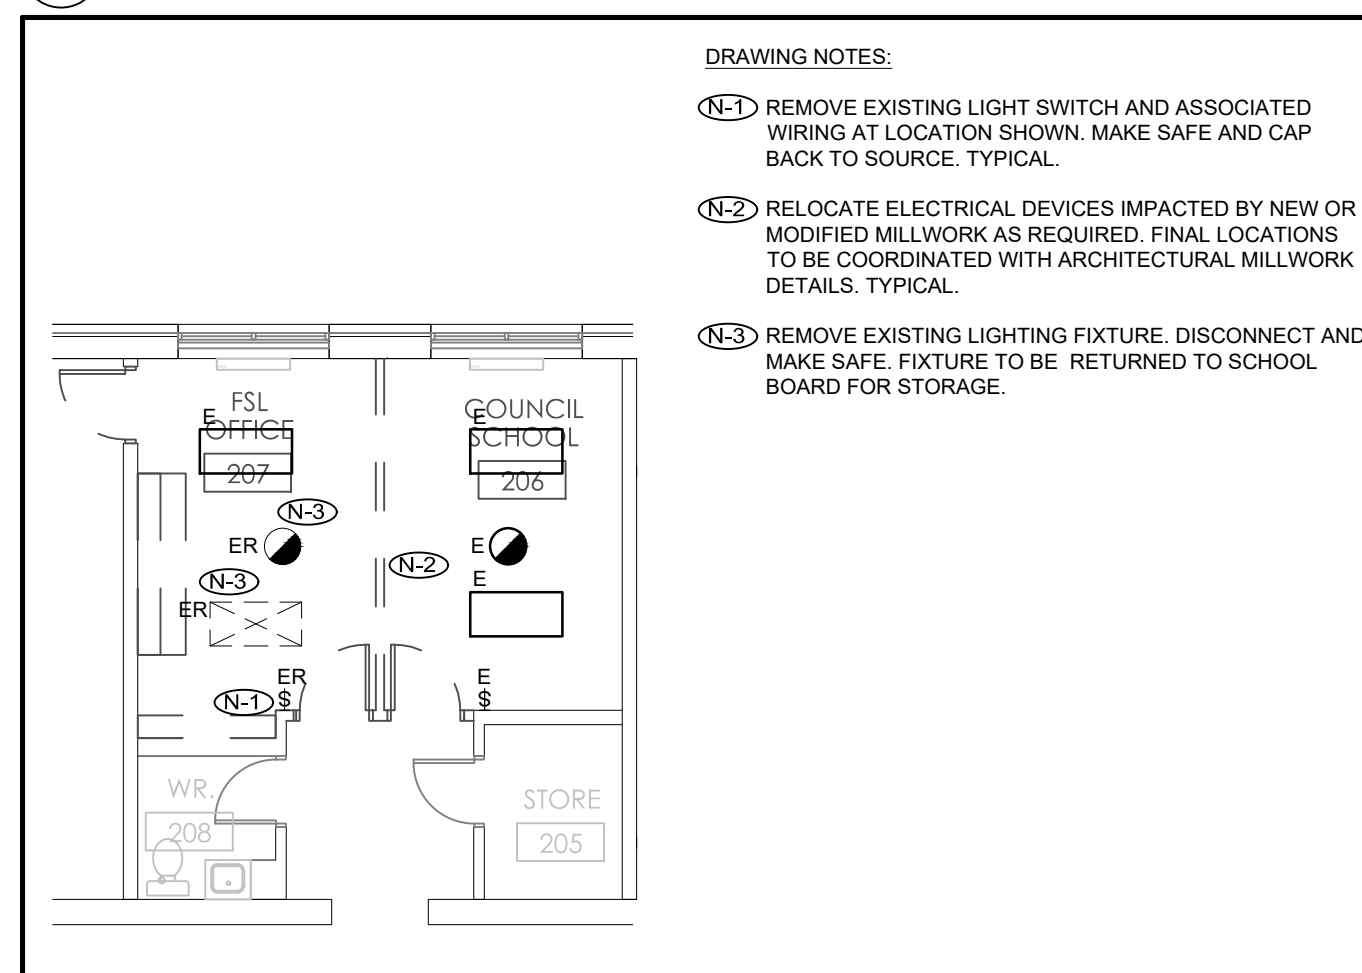 DRAWING NOTES:
N-1 REMOVE EXISTING LIGHT SWITCH AND ASSOCIATED
WIRING AT LOCATION SHOWN. MAKE SAFE AND CAP
BACK TO SOURCE. TYPICAL.
N-2 RELOCATE ELECTRICAL DEVICES IMPACTED BY NEW OR
MODIFIED MILLWORK AS REQUIRED. FINAL LOCATIONS
TO BE COORDINATED WITH ARCHITECTURAL MILLWORK
DETAILS. TYPICAL.
N-3 REMOVE EXISTING LIGHTING FIXTURE. DISCONNECT AND
MAKE SAFE. FIXTURE TO BE RETURNED TO SCHOOL
BOARD FOR STORAGE.
FSL
OFFICE
E
207
COUNCIL
SCHOOL
E
206
N-3
ER
E
N-2
N-3
E
ER
ER
$
E
$
N-1
WR.
208
STORE
205